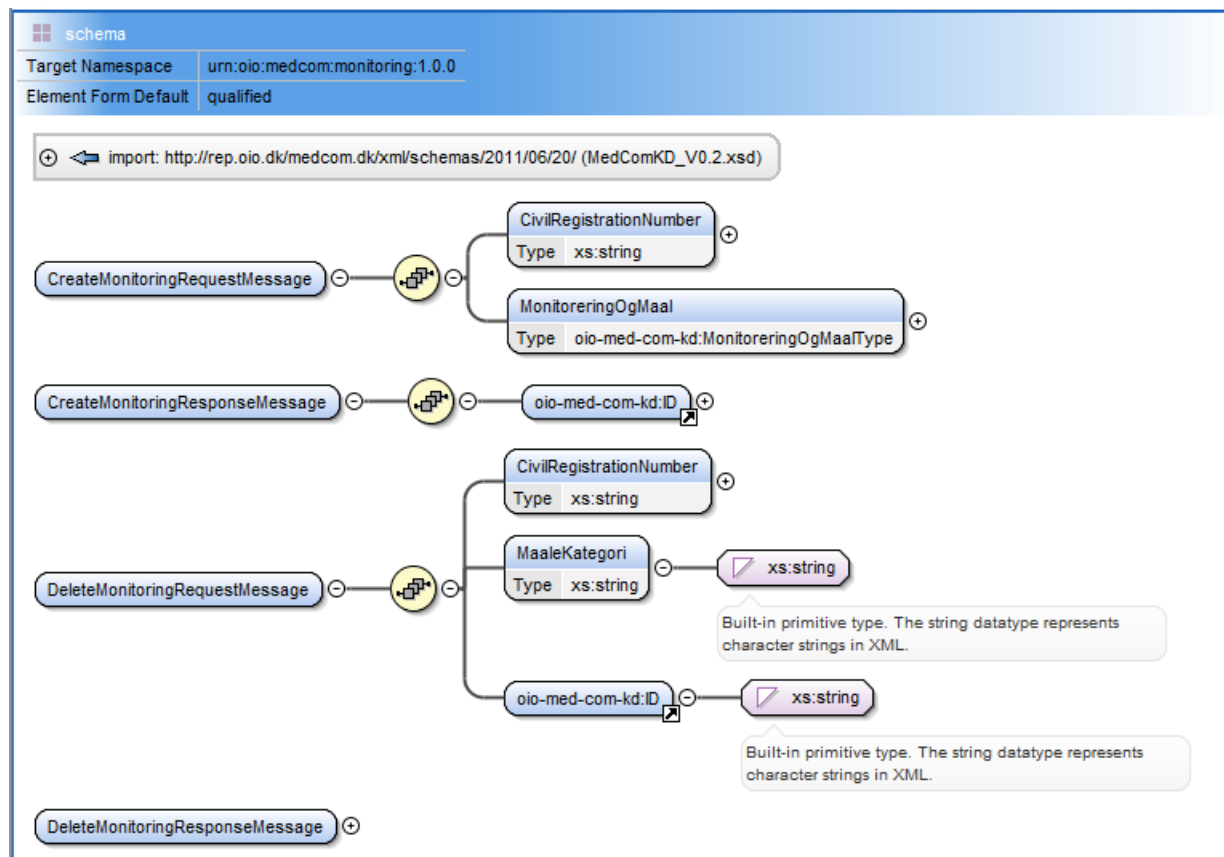 schema
Target Namespace urn:oio:medcom:monitoring:1.0.0
Element Form Default qualified
import: http://rep.oio.dk/medcom.dk/xml/schemas/2011/06/20/ (MedComKD_V0.2.xsd)
CreateMonitoringRequestMessage
CivilRegistrationNumber
Type xs:string
MonitoreringOgMaal
Type oio-med-com-kd:MonitoreringOgMaalType
CreateMonitoringResponseMessage
oio-med-com-kd:ID
DeleteMonitoringRequestMessage
CivilRegistrationNumber
Type xs:string
MaaleKategori
Type xs:string
xs:string
Built-in primitive type. The string datatype represents
character strings in XML.
oio-med-com-kd:ID
xs:string
Built-in primitive type. The string datatype represents
character strings in XML.
DeleteMonitoringResponseMessage